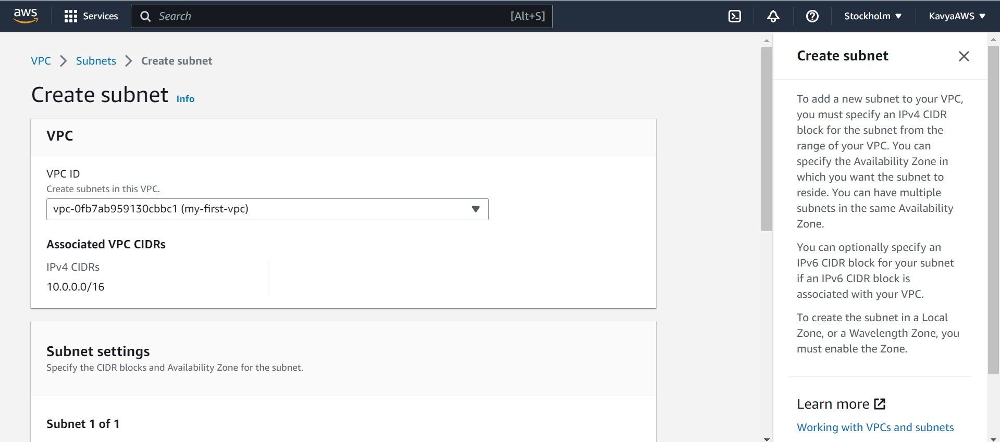 aws
Services
Search
[Alt+S]
Stockholm
KavyaAWS
VPC
Subnets
Create subnet
Create subnet Info
VPC
VPC ID
Create subnets in this VPC.
vpc-0fb7ab959130cbbc1 (my-first-vpc)
Associated VPC CIDRs
IPv4 CIDRs
10.0.0.0/16
Subnet settings
Specify the CIDR blocks and Availability Zone for the subnet.
Subnet 1 of 1
Create subnet
To add a new subnet to your VPC,
you must specify an IPv4 CIDR
block for the subnet from the
range of your VPC. You can
specify the Availability Zone in
which you want the subnet to
reside. You can have multiple
subnets in the same Availability
Zone.
You can optionally specify an
IPv6 CIDR block for your subnet
if an IPv6 CIDR block is
associated with your VPC.
To create the subnet in a Local
Zone, or a Wavelength Zone, you
must enable the Zone.
Learn more
Working with VPCs and subnets